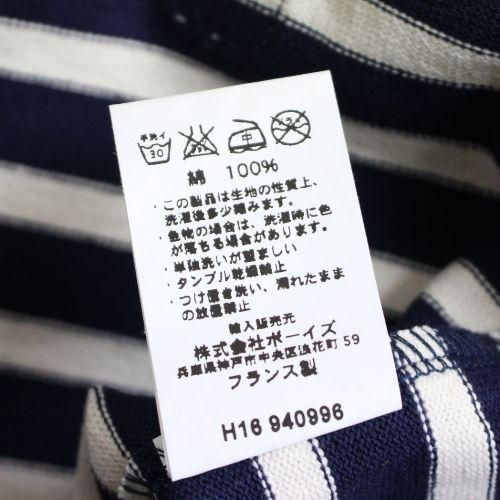 手洗イ
30
中
綿 100%
・この製品は生地の性質上、
洗濯後多少縮みます。
・色物の場合は、洗濯時に色
が落ちる場合があります。
・単独洗いが望ましい
・タンブル乾燥禁止
・つけ置き洗い、濡れたまま
の放置禁止
輸入販売元
株式会社ボーイズ
兵庫県神戸市中央区浪花町 59
フランス製
H16 940996